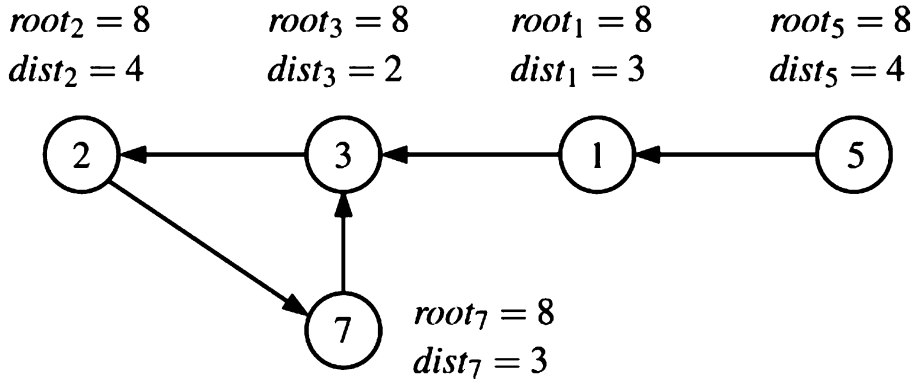 root₂ = 8 root₃ = 8 root₁ = 8 root₅ = 8
dist₂ = 4 dist₃ = 2 dist₁ = 3 dist₅ = 4
2 3 1 5
7
root₇ = 8
dist₇ = 3